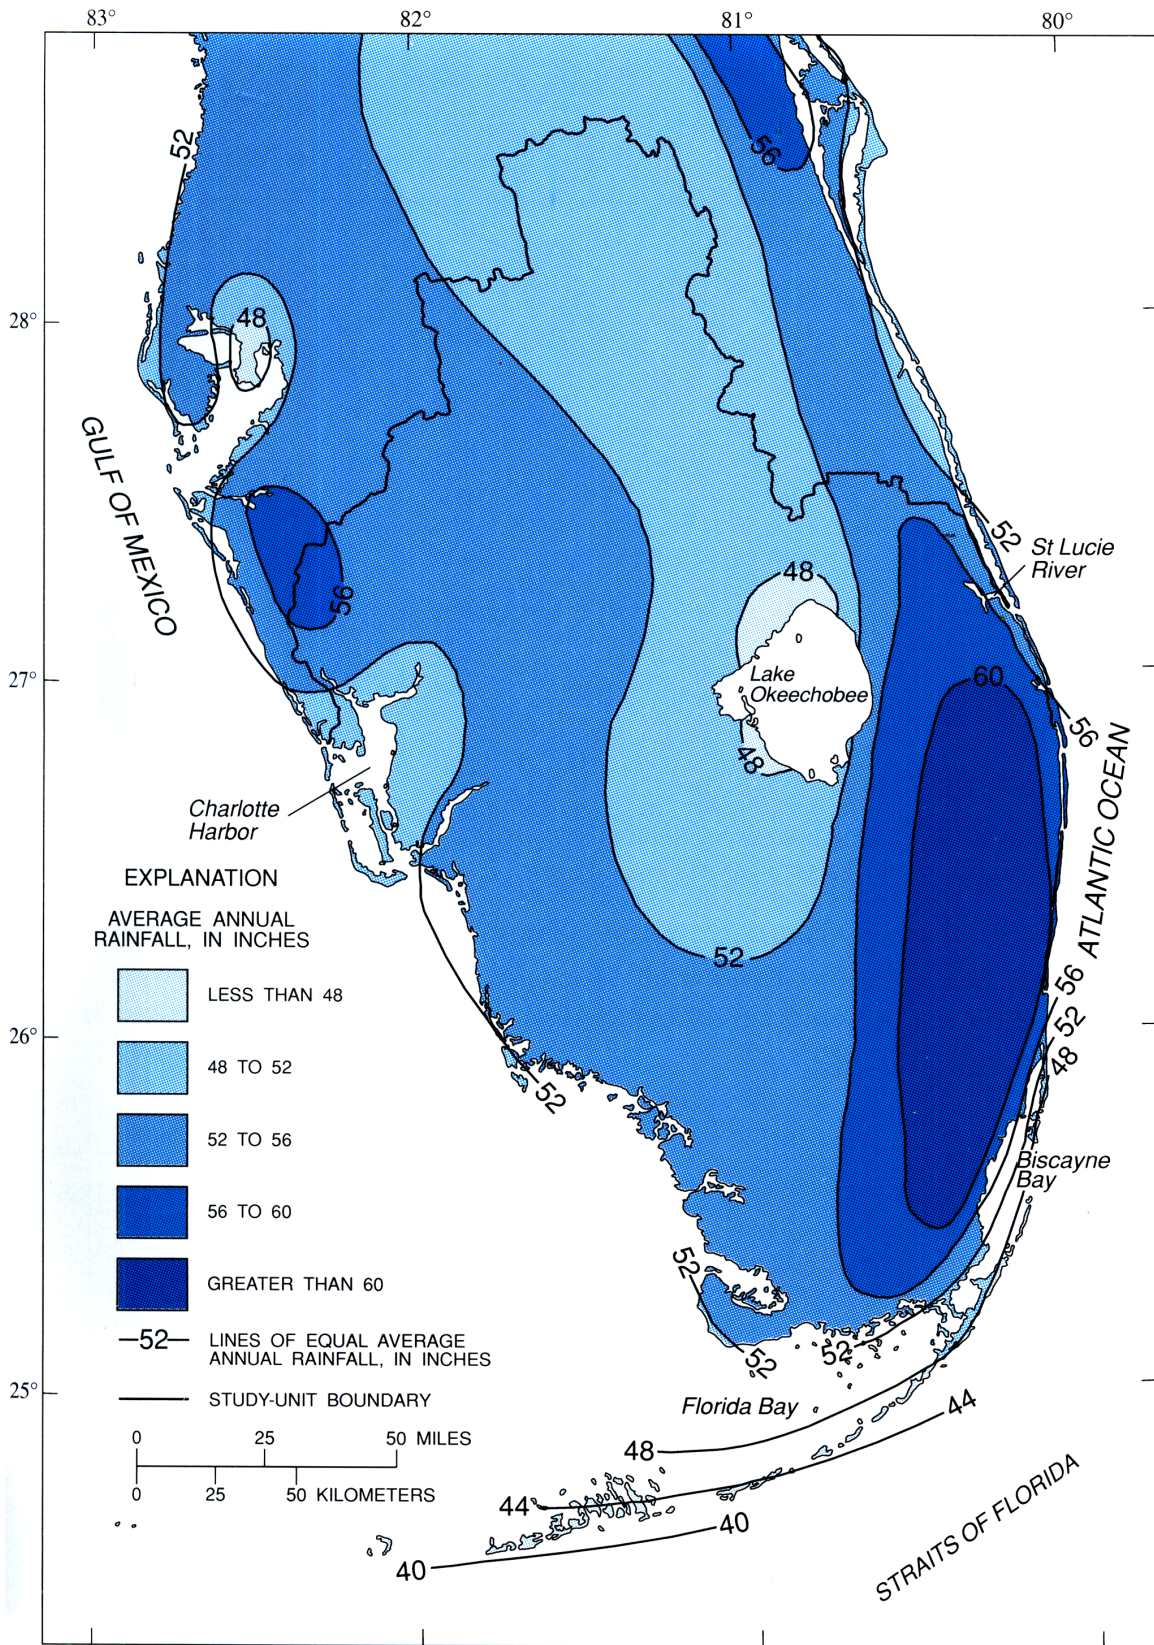 83°
82°
81°
80°
52
56
28°
48
GULF OF MEXICO
52
St Lucie
River
48
56
27°
Lake
Okeechobee
60
48
56
Charlotte
Harbor
ATLANTIC OCEAN
EXPLANATION
AVERAGE ANNUAL
RAINFALL, IN INCHES
LESS THAN 48
48 TO 52
52 TO 56
56 TO 60
GREATER THAN 60
52
LINES OF EQUAL AVERAGE
ANNUAL RAINFALL, IN INCHES
STUDY-UNIT BOUNDARY
0 25 50 MILES
0 25 50 KILOMETERS
52
56
52
48
26°
52
Biscayne
Bay
52
52
52
25°
Florida Bay
44
48
44
40
40
STRAITS OF FLORIDA